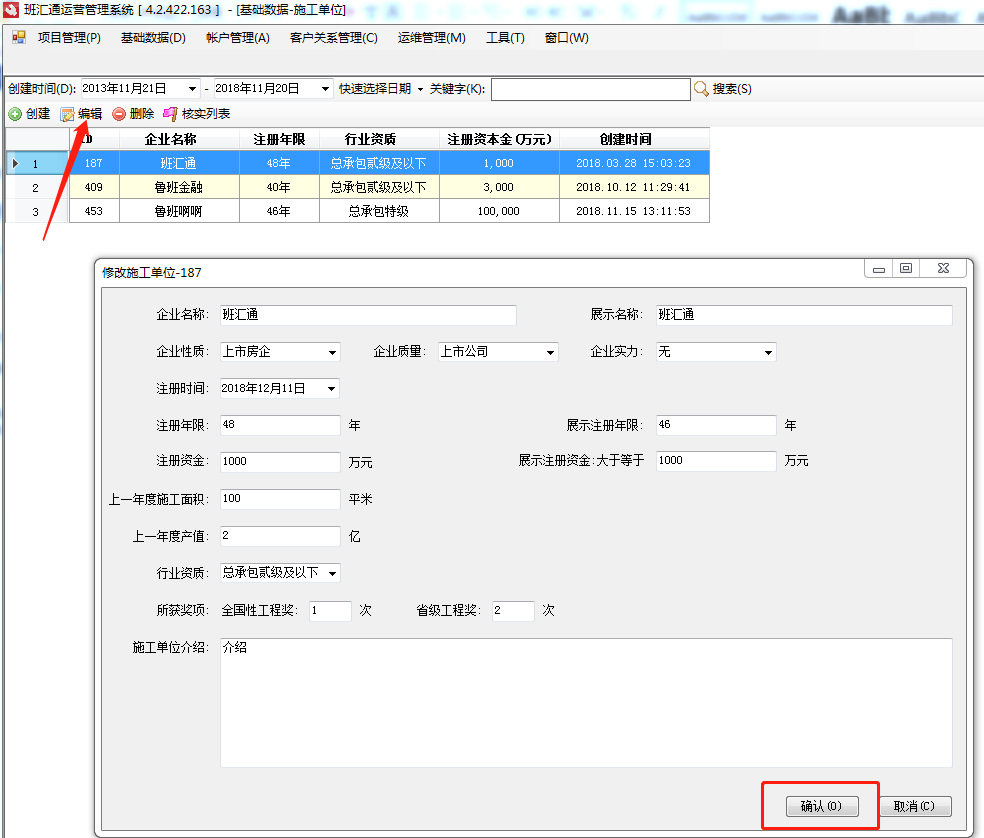 班汇通运营管理系统 [ 4.2.422.163 ] - [基础数据-施工单位]
项目管理(P) 基础数据(D) 帐户管理(A) 客户关系管理(C) 运维管理(M) 工具(T) 窗口(W)
创建时间(D): 2013年11月21日 - 2018年11月20日 快速选择日期 关键字(K): 搜索(S)
创建 编辑 删除 核实列表
ID 企业名称 注册年限 行业资质 注册资本金(万元) 创建时间
1 187 班汇通 48年 总承包贰级及以下 1,000 2018.03.28 15:03:23
2 409 鲁班金融 40年 总承包贰级及以下 3,000 2018.10.12 11:29:41
3 453 鲁班啊啊 46年 总承包特级 100,000 2018.11.15 13:11:53
修改施工单位-187
企业名称: 班汇通 展示名称: 班汇通
企业性质: 上市房企 企业质量: 上市公司 企业实力: 无
注册时间: 2018年12月11日
注册年限: 48 年 展示注册年限: 46 年
注册资金: 1000 万元 展示注册资金:大于等于 1000 万元
上一年度施工面积: 100 平米
上一年度产值: 2 亿
行业资质: 总承包贰级及以下
所获奖项: 全国性工程奖: 1 次 省级工程奖: 2 次
施工单位介绍: 介绍
确认(O) 取消(C)